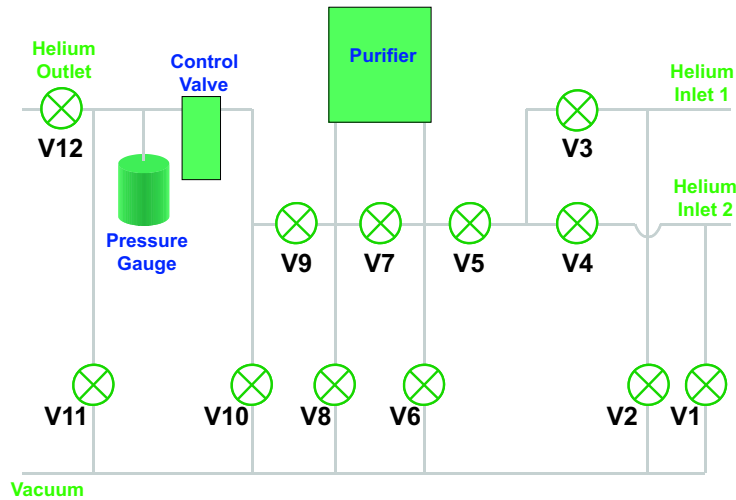 Helium
Outlet
Control
Valve
Purifier
Helium
Inlet 1
V12
V3
Helium
Inlet 2
Pressure
Gauge
V9
V7
V5
V4
V11
V10
V8
V6
V2
V1
Vacuum